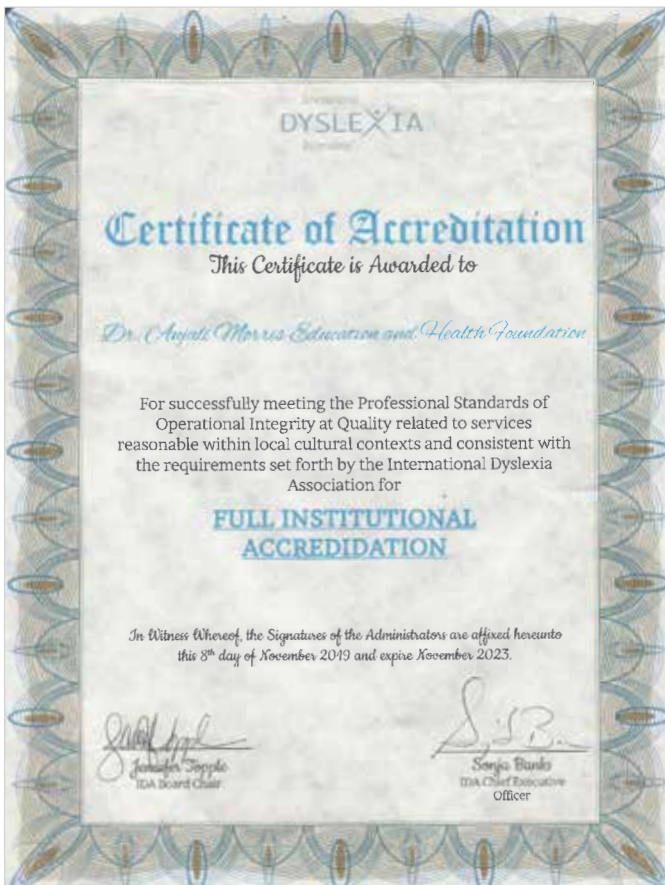 DYSLEXIA
Certificate of Accreditation
This Certificate is Awarded to
Dr. Anjali Morris Education and Health Foundation
For successfully meeting the Professional Standards of
Operational Integrity at Quality related to services
reasonable within local cultural contexts and consistent with
the requirements set forth by the International Dyslexia
Association for
FULL INSTITUTIONAL
ACCREDIDATION
In Witness Whereof, the Signatures of the Administrators are affixed hereunto
this 8th day of November 2019 and expire November 2023.
Jennifer Topple
IDA Board Chair
Sonja Banks
IDA Chief Executive
Officer